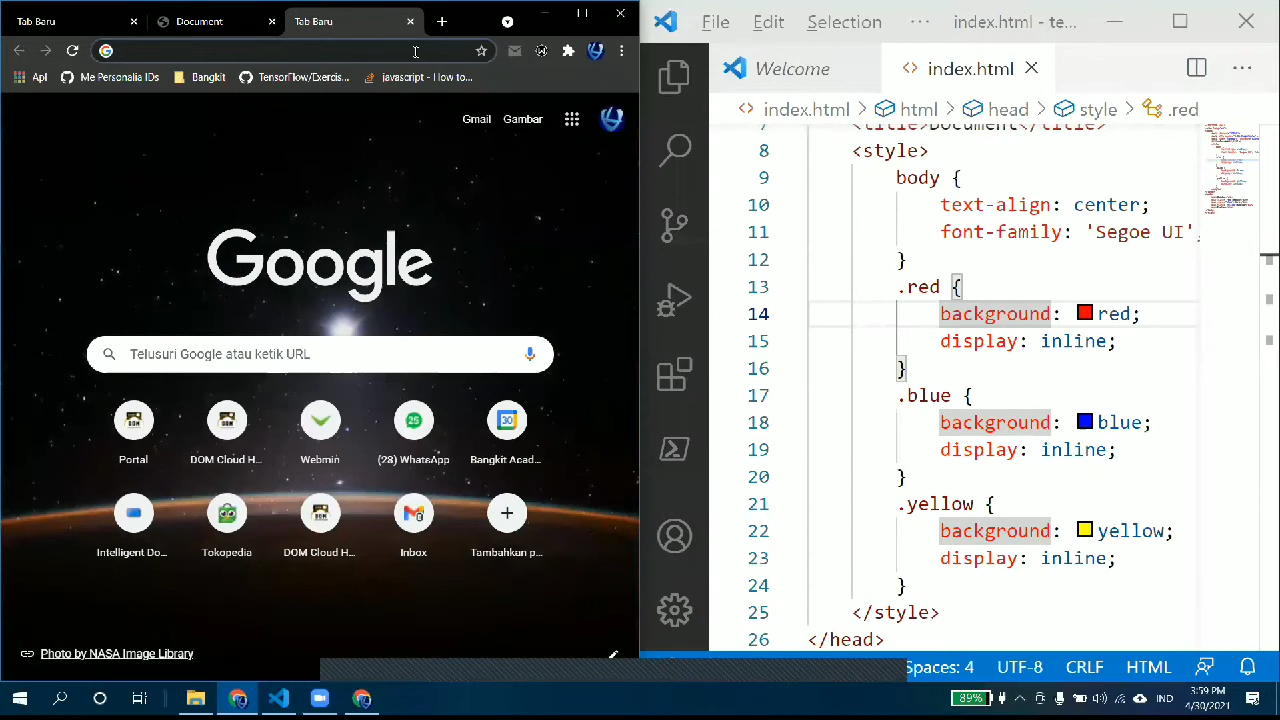 Tab Baru
Document
Tab Baru
Apl
Me Personalia IDs
Bangkit
TensorFlow/Exercis...
javascript - How to...
Gmail
Gambar
Google
Telusuri Google atau ketik URL
Portal
DOM Cloud H...
Webmin
(28) WhatsApp
Bangkit Acad...
Intelligent Do...
Tokopedia
DOM Cloud H...
Inbox
Tambahkan p...
Photo by NASA Image Library
File Edit Selection ··· index.html - te...
Welcome
index.html
index.html > html > head > style > .red
7 <title>Document</title>
8 <style>
9 body {
10 text-align: center;
11 font-family: 'Segoe UI',
12 }
13 .red {
14 background: red;
15 display: inline;
16 }
17 .blue {
18 background: blue;
19 display: inline;
20 }
21 .yellow {
22 background: yellow;
23 display: inline;
24 }
25 </style>
26 </head>
Spaces: 4 UTF-8 CRLF HTML
89%
IND
3:59 PM
4/30/2021